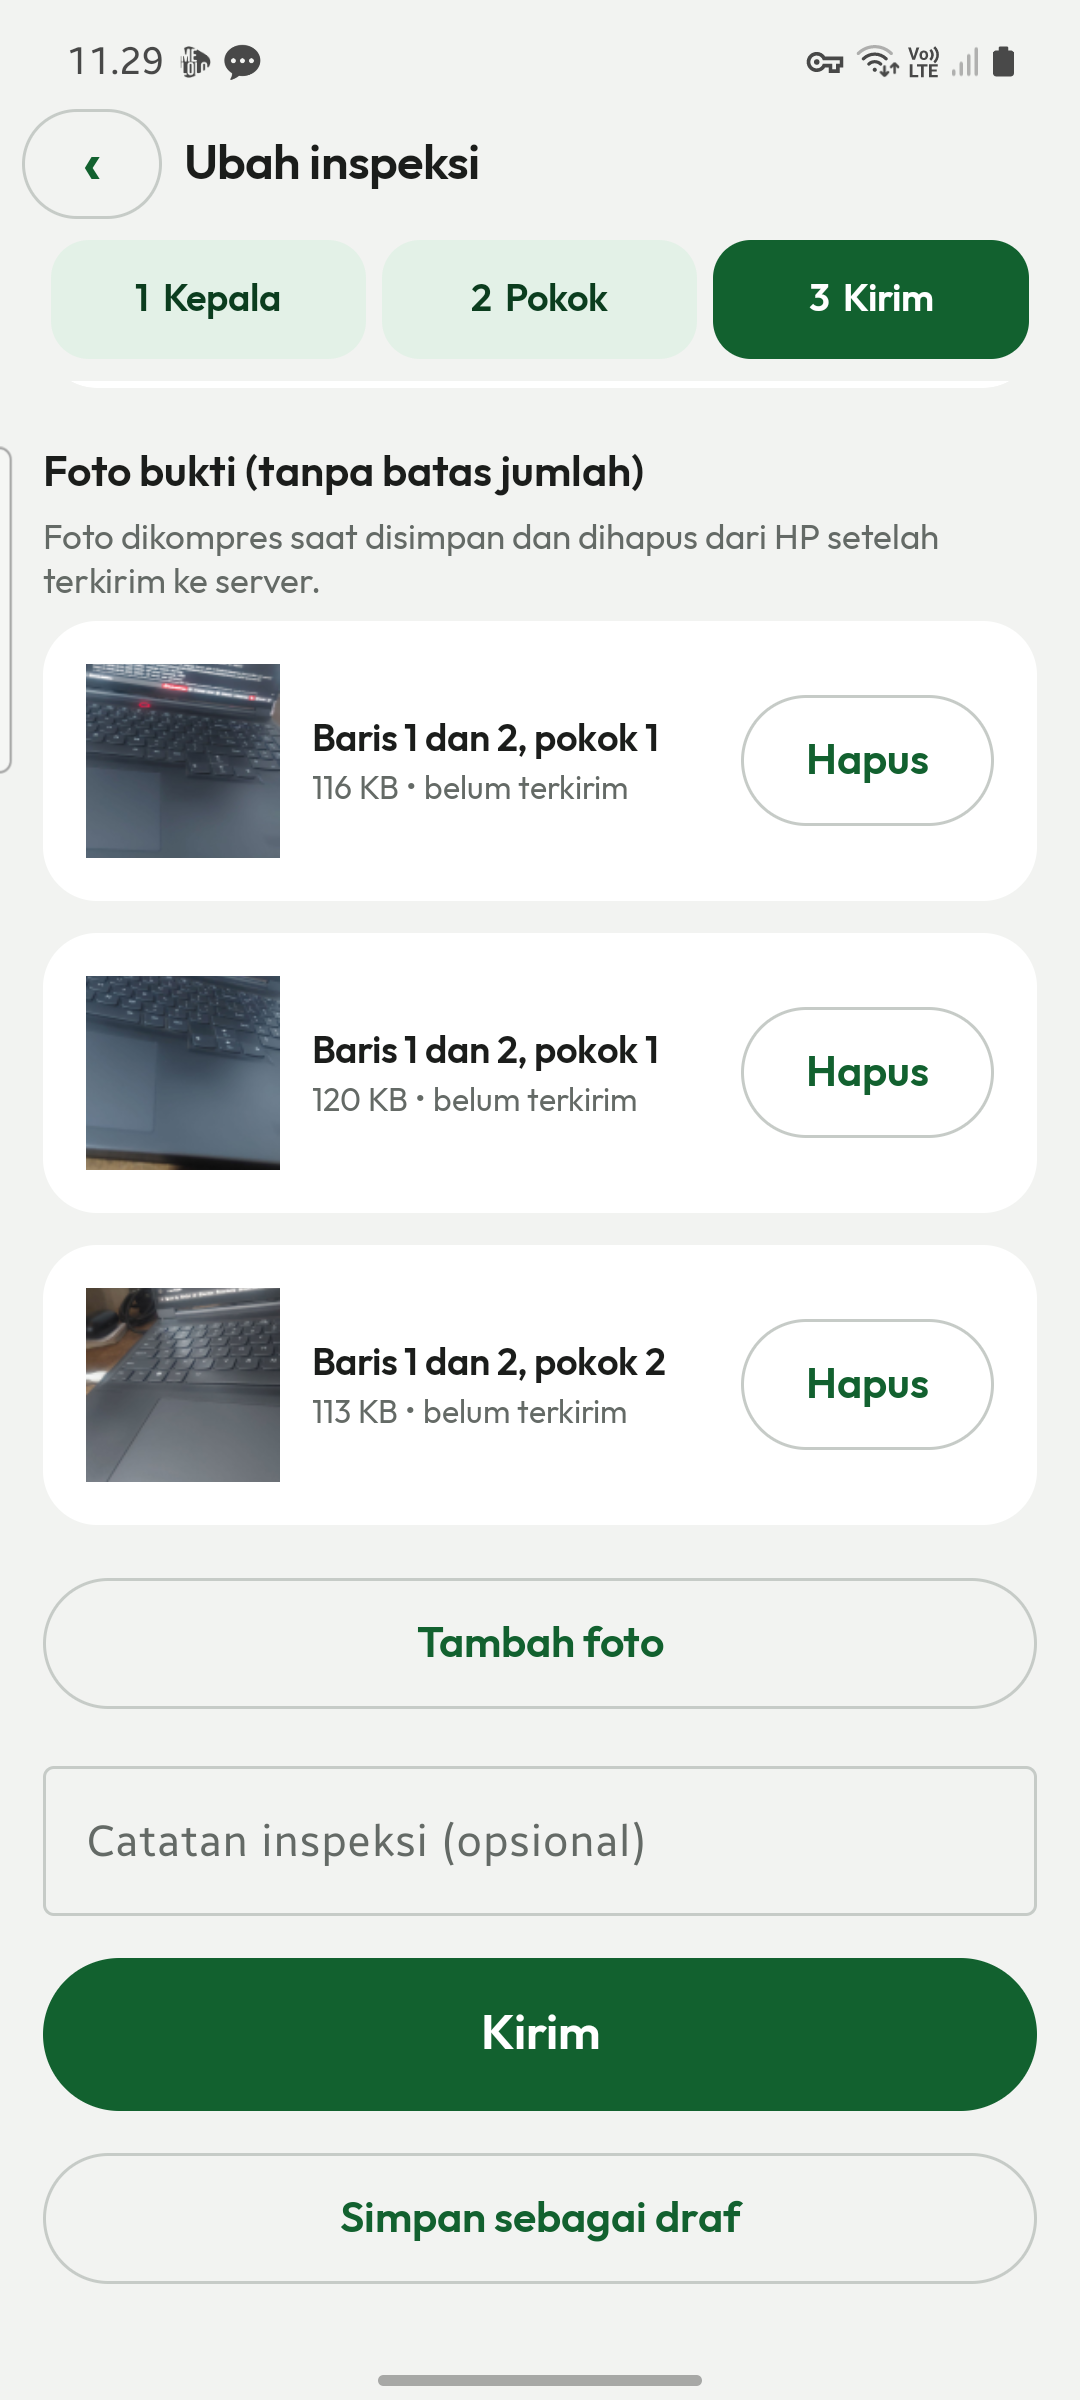 11.29
Vo))
LTE
‹
Ubah inspeksi
1 Kepala
2 Pokok
3 Kirim
Foto bukti (tanpa batas jumlah)
Foto dikompres saat disimpan dan dihapus dari HP setelah
terkirim ke server.
Baris 1 dan 2, pokok 1
116 KB • belum terkirim
Hapus
Baris 1 dan 2, pokok 1
120 KB • belum terkirim
Hapus
Baris 1 dan 2, pokok 2
113 KB • belum terkirim
Hapus
Tambah foto
Catatan inspeksi (opsional)
Kirim
Simpan sebagai draf